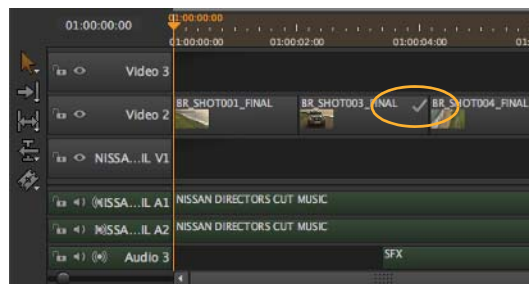 01:00:00:00
01:00:00:00
01:00:00:00
01:00:02:00
01:00:04:00
Video 3
Video 2
BR_SHOT001_FINAL
BR_SHOT003_FINAL
BR_SHOT004_FINAL
NISSA...IL V1
NISSA...IL A1
NISSAN DIRECTORS CUT MUSIC
NISSA...IL A2
NISSAN DIRECTORS CUT MUSIC
Audio 3
SFX